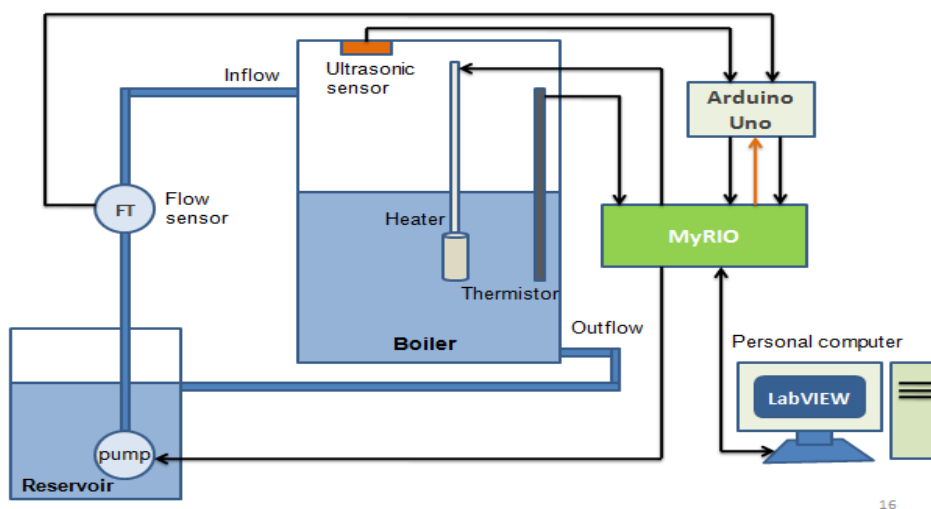 Inflow
Ultrasonic
sensor
Arduino
Uno
FT
Flow
sensor
Heater
MyRIO
Thermistor
Outflow
Boiler
Personal computer
LabVIEW
pump
Reservoir
16